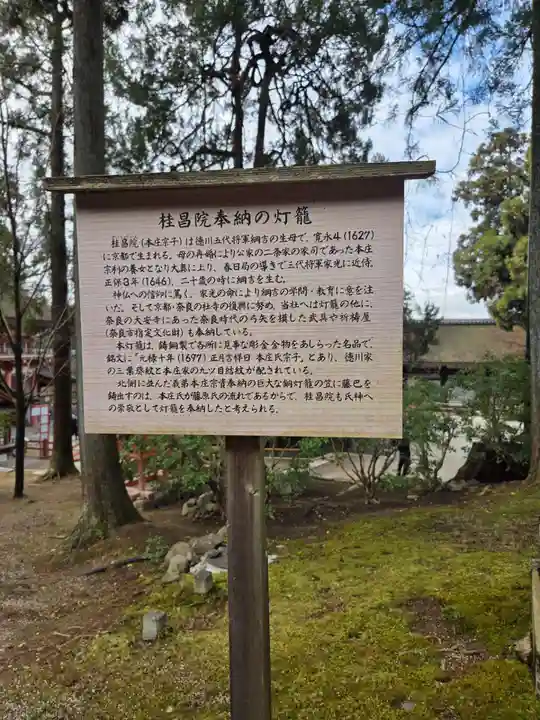 桂昌院奉納の灯籠
桂昌院(本庄宗子)は徳川五代将軍綱吉の生母で、寛永4(1627)
に京都で生まれる。母の再婚により公家の二条家の家司であった本庄
宗利の養女となり大奥に上り、春日局の導きで三代将軍家光に近侍。
正保3年(1646)、二十歳の時に綱吉を生む。
神仏への信仰に篤く、家光の命により綱吉の学問・教育に意を注
いだ。そして京都・奈良の社寺の復興に努め、当社へは灯籠の他に、
奈良の大安寺にあった奈良時代の弓矢を模した武具や祈祷屋
(奈良市指定文化財)も奉納している。
本灯籠は、鋳銅製で各所に見事な彫金金物をあしらった名品で、
銘文に「元禄十年(1697)正月吉祥日 本庄氏宗子」とあり、徳川家
の三葉葵紋と本庄家の九ツ目結紋が配されている。
北側に並んだ義弟本庄宗資奉納の巨大な銅灯籠の笠に藤巴を
鋳出すのは、本庄氏が藤原氏の流れであるからで、桂昌院も氏神へ
の崇敬として灯籠を奉納したと考えられる。